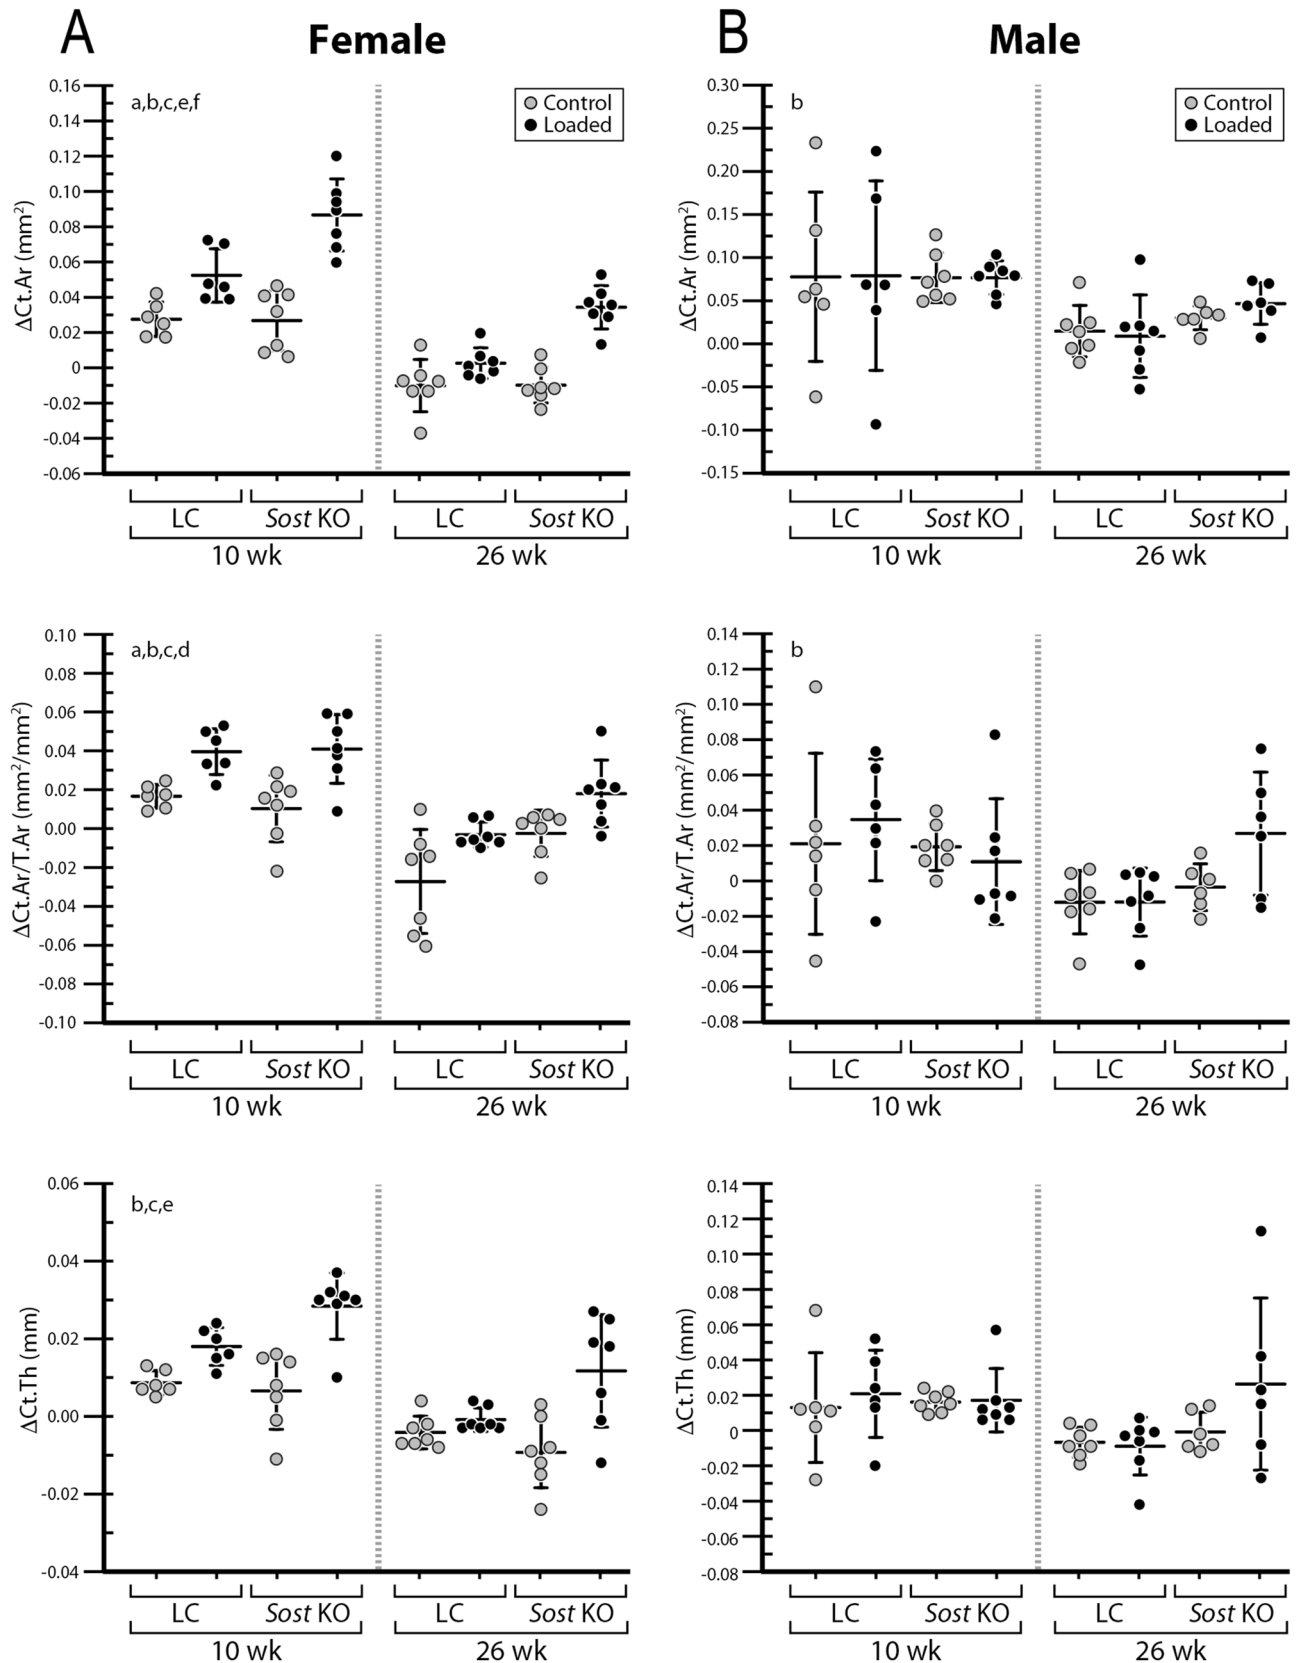 A
Female
0.16
0.14
0.12
0.10
0.08
0.06
0.04
0.02
0
-0.02
-0.04
-0.06
ΔCt.Ar (mm²)
a,b,c,e,f
Control
Loaded
LC
Sost KO
LC
Sost KO
10 wk
26 wk
0.10
0.08
0.06
0.04
0.02
0.00
-0.02
-0.04
-0.06
-0.08
-0.10
ΔCt.Ar/T.Ar (mm²/mm²)
a,b,c,d
LC
Sost KO
LC
Sost KO
10 wk
26 wk
0.06
0.04
0.02
0.00
-0.02
-0.04
ΔCt.Th (mm)
b,c,e
LC
Sost KO
LC
Sost KO
10 wk
26 wk
B
Male
0.30
0.25
0.20
0.15
0.10
0.05
0.00
-0.05
-0.10
-0.15
ΔCt.Ar (mm²)
b
Control
Loaded
LC
Sost KO
LC
Sost KO
10 wk
26 wk
0.14
0.12
0.10
0.08
0.06
0.04
0.02
0
-0.02
-0.04
-0.06
-0.08
ΔCt.Ar/T.Ar (mm²/mm²)
b
LC
Sost KO
LC
Sost KO
10 wk
26 wk
0.14
0.12
0.10
0.08
0.06
0.04
0.02
0
-0.02
-0.04
-0.06
-0.08
ΔCt.Th (mm)
LC
Sost KO
LC
Sost KO
10 wk
26 wk